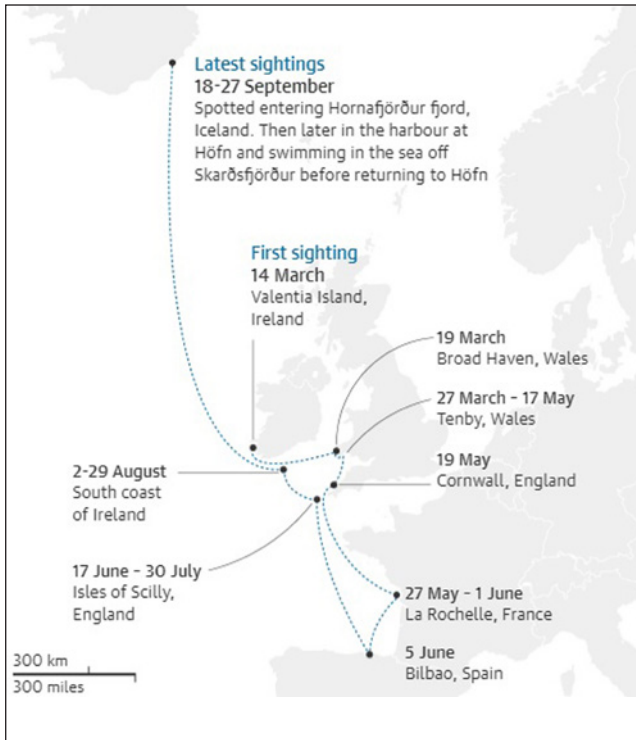 Latest sightings
18-27 September
Spotted entering Hornafjörður fjord,
Iceland. Then later in the harbour at
Höfn and swimming in the sea off
Skarðsfjörður before returning to Höfn
First sighting
14 March
Valentia Island,
Ireland
19 March
Broad Haven, Wales
27 March - 17 May
Tenby, Wales
19 May
Cornwall, England
2-29 August
South coast
of Ireland
17 June - 30 July
Isles of Scilly,
England
27 May - 1 June
La Rochelle, France
5 June
Bilbao, Spain
300 km
300 miles